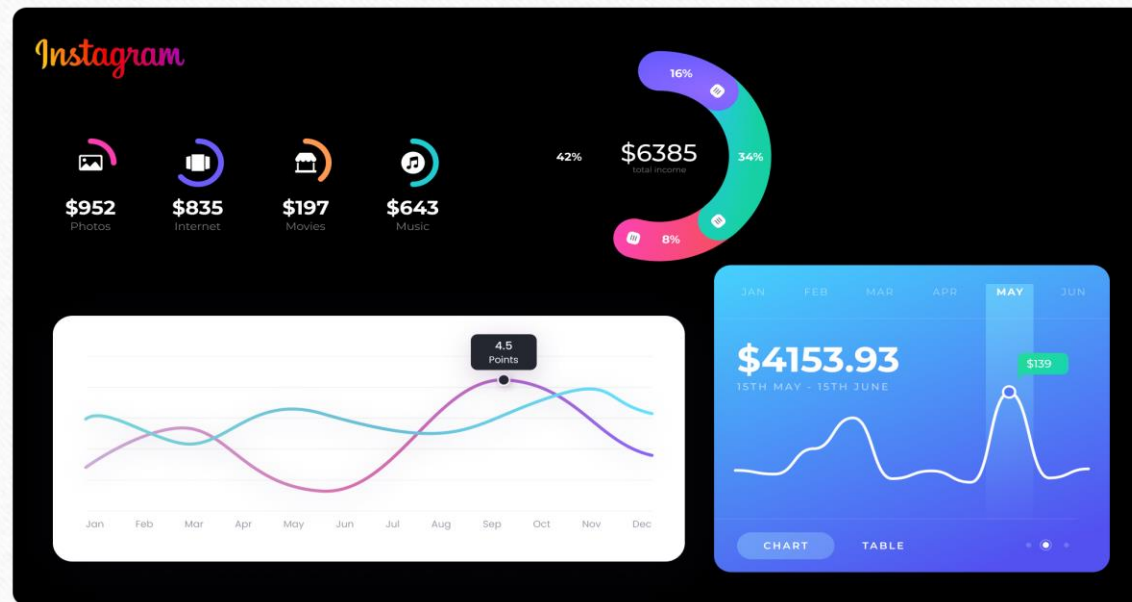 Instagram
$952
Photos
$835
Internet
$197
Movies
$643
Music
16%
42%
$6385
total income
34%
8%
4.5
Points
Jan Feb Mar Apr May Jun Jul Aug Sep Oct Nov Dec
JAN FEB MAR APR MAY JUN
$4153.93
15TH MAY - 15TH JUNE
$139
CHART TABLE